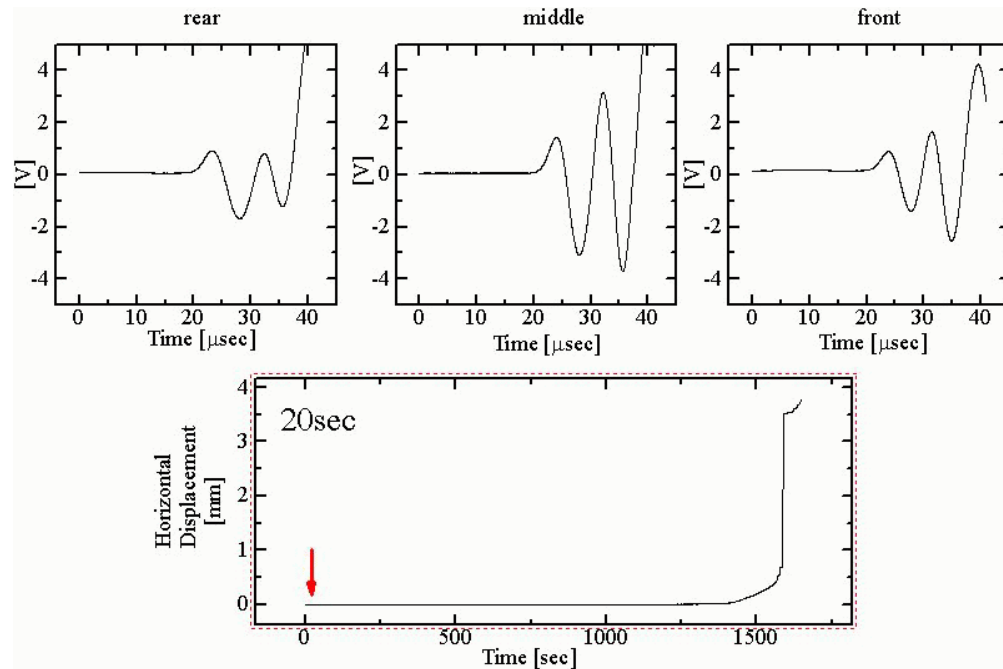 rear
middle
front
4
2
0
-2
-4
[V]
0 10 20 30 40
Time [μsec]
4
2
0
-2
-4
[V]
0 10 20 30 40
Time [μsec]
4
2
0
-2
-4
[V]
0 10 20 30 40
Time [μsec]
20sec
Horizontal
Displacement
[mm]
4
3
2
1
0
0 500 1000 1500
Time [sec]